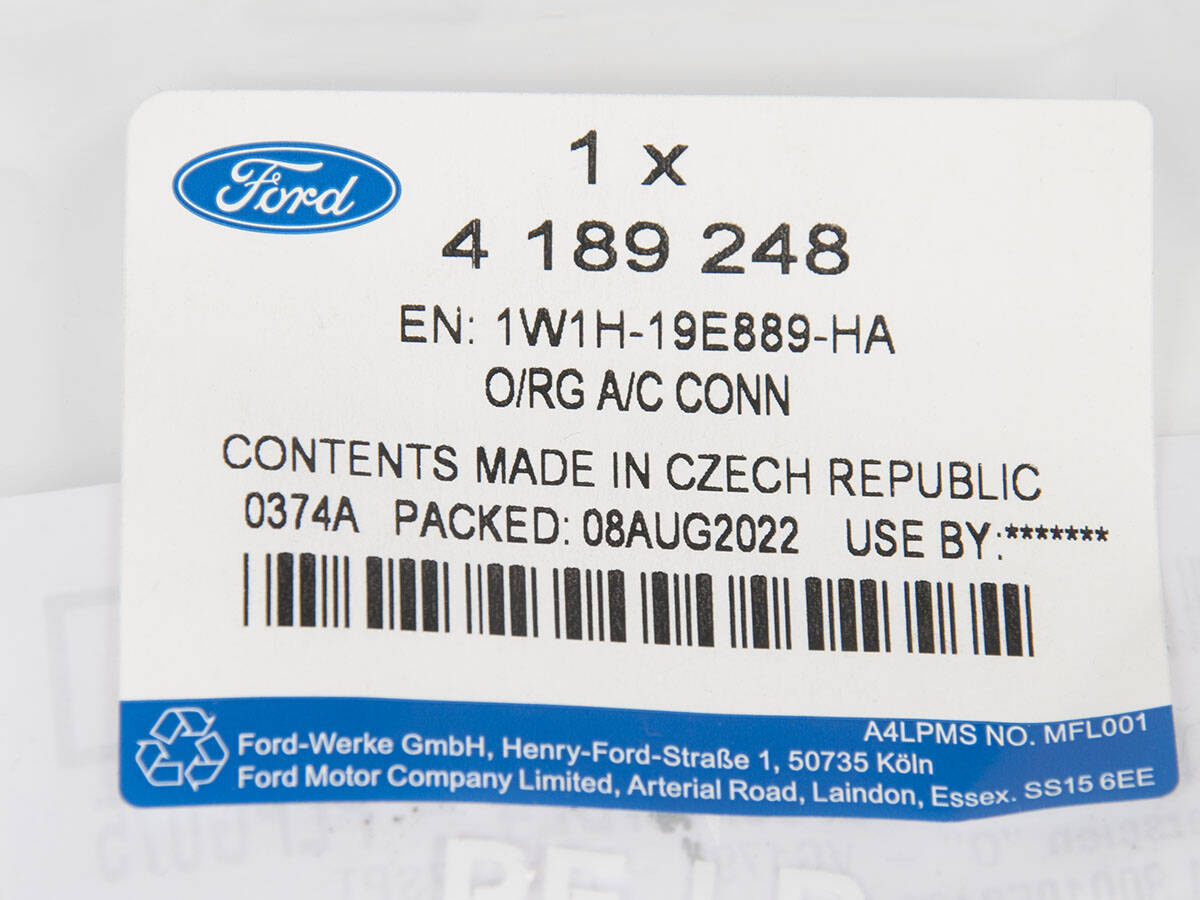 Ford
1 x
4 189 248
EN: 1W1H-19E889-HA
O/RG A/C CONN
CONTENTS MADE IN CZECH REPUBLIC
0374A PACKED: 08AUG2022 USE BY:*******
A4LPMS NO. MFL001
Ford-Werke GmbH, Henry-Ford-Straße 1, 50735 Köln
Ford Motor Company Limited, Arterial Road, Laindon, Essex. SS15 6EE